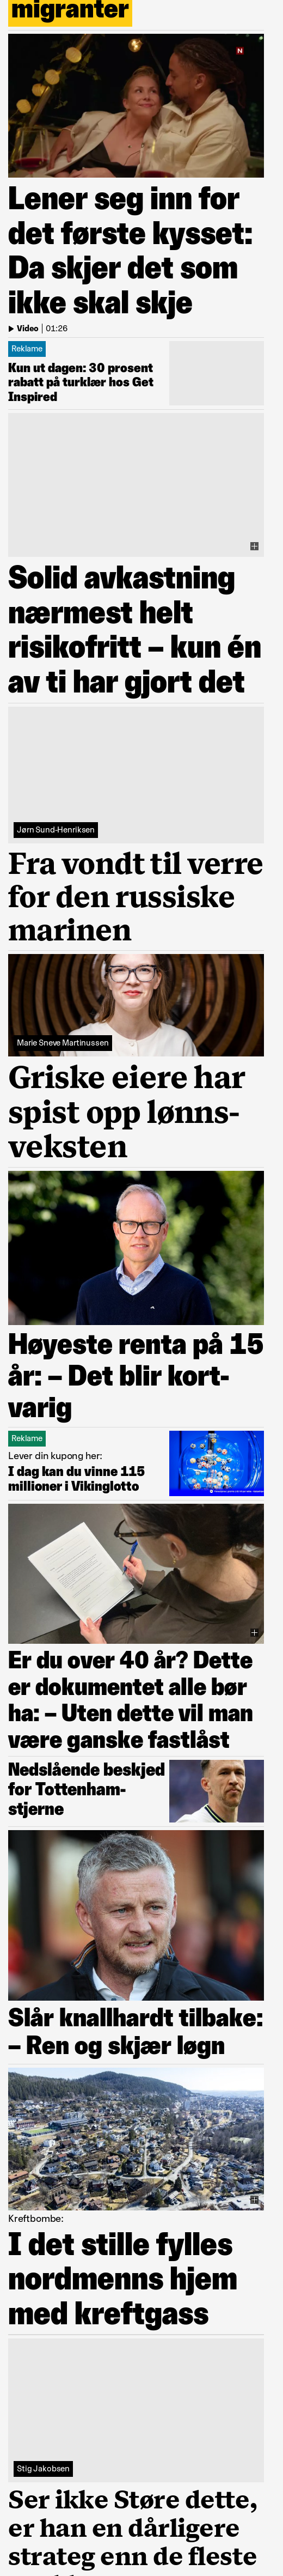 migranter
N
Lener seg inn for
det første kysset:
Da skjer det som
ikke skal skje
Video | 01:26
Reklame
Kun ut dagen: 30 prosent
rabatt på turklær hos Get
Inspired
Solid avkastning
nærmest helt
risikofritt – kun én
av ti har gjort det
Jørn Sund-Henriksen
Fra vondt til verre
for den russiske
marinen
Marie Sneve Martinussen
Griske eiere har
spist opp lønns-
veksten
Høyeste renta på 15
år: – Det blir kort-
varig
Reklame
Lever din kupong her:
I dag kan du vinne 115
millioner i Vikinglotto
Er du over 40 år? Dette
er dokumentet alle bør
ha: – Uten dette vil man
være ganske fastlåst
Nedslående beskjed
for Tottenham-
stjerne
Slår knallhardt tilbake:
– Ren og skjær løgn
Kreftbombe:
I det stille fylles
nordmenns hjem
med kreftgass
Stig Jakobsen
Ser ikke Støre dette,
er han en dårligere
strateg enn de fleste